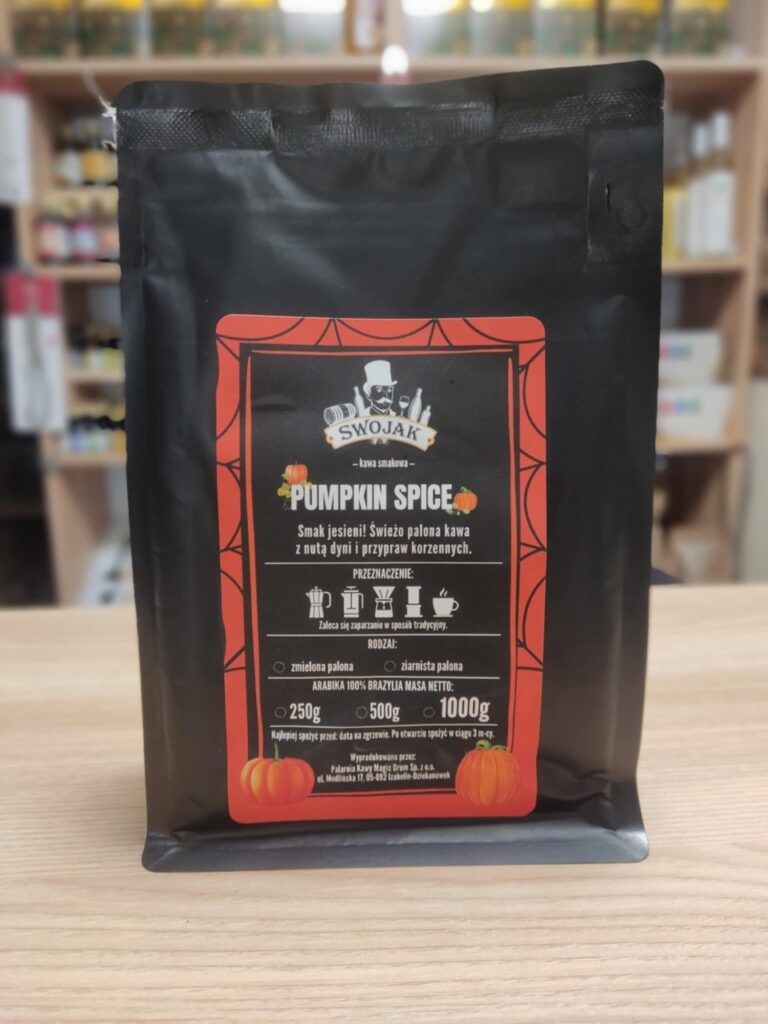 SWOJAK
– kawa smakowa –
PUMPKIN SPICE
Smak jesieni! Świeżo palona kawa
z nutą dyni i przypraw korzennych.
PRZEZNACZENIE:
Zaleca się zaparzanie w sposób tradycyjny.
RODZAJ:
zmielona palona ziarnista palona
ARABIKA 100% BRAZYLIA MASA NETTO:
250g 500g 1000g
Najlepiej spożyć przed: data na zgrzewie. Po otwarciu spożyć w ciągu 3 m-cy.
Wyprodukowano przez:
Palarnia Kawy Magic Drum Sp. z o.o.
ul. Modlińska 17, 05-092 Izabelin-Dziekanówek